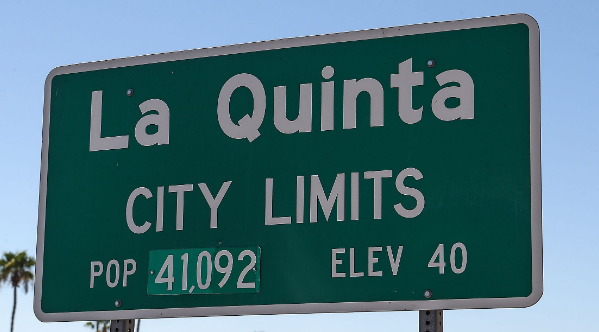 La Quinta
CITY LIMITS
POP 41,092 ELEV 40